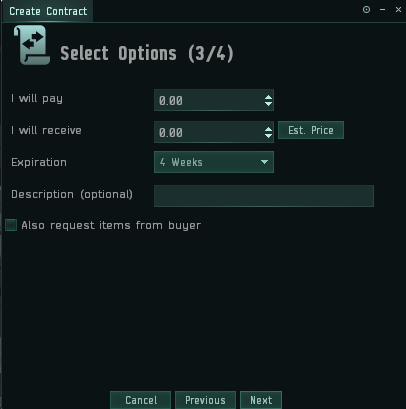 Create Contract
Select Options (3/4)
I will pay 0.00
I will receive 0.00 Est. Price
Expiration 4 Weeks
Description (optional)
Also request items from buyer
Cancel Previous Next